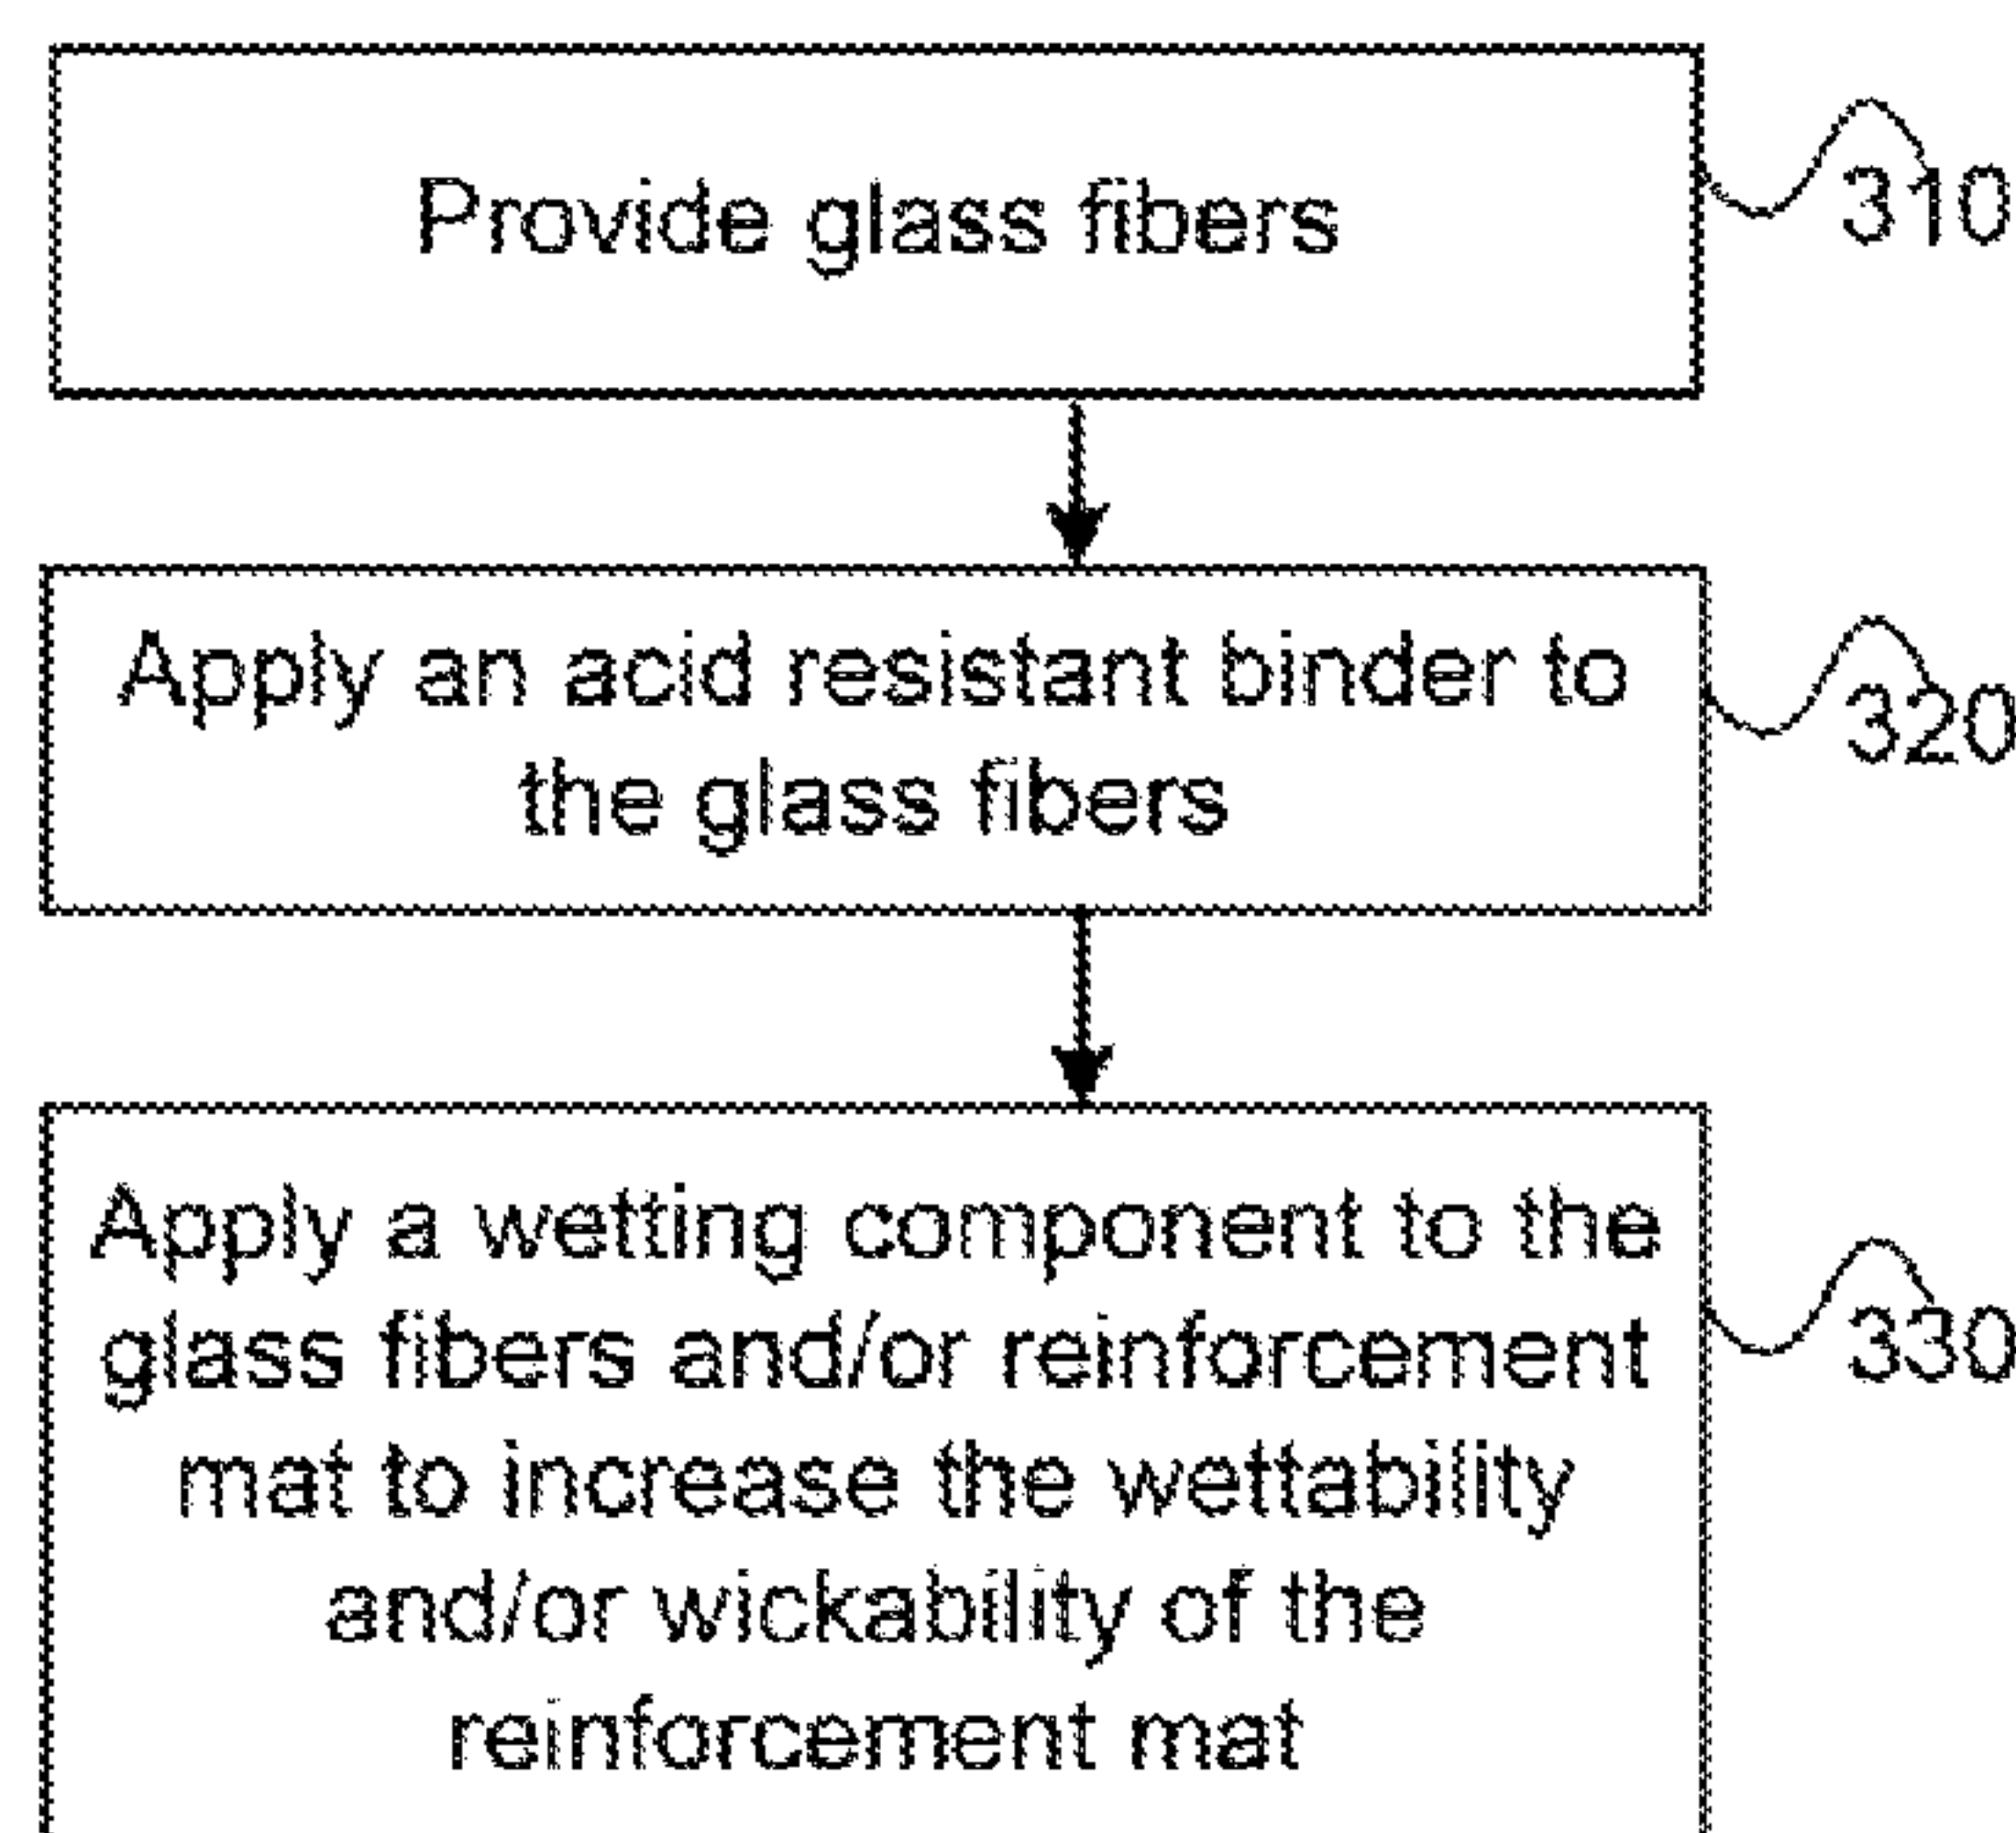 Provide glass fibers
310
Apply an acid resistant binder to
the glass fibers
320
Apply a wetting component to the
glass fibers and/or reinforcement
mat to increase the wettability
and/or wickability of the
reinforcement mat
330